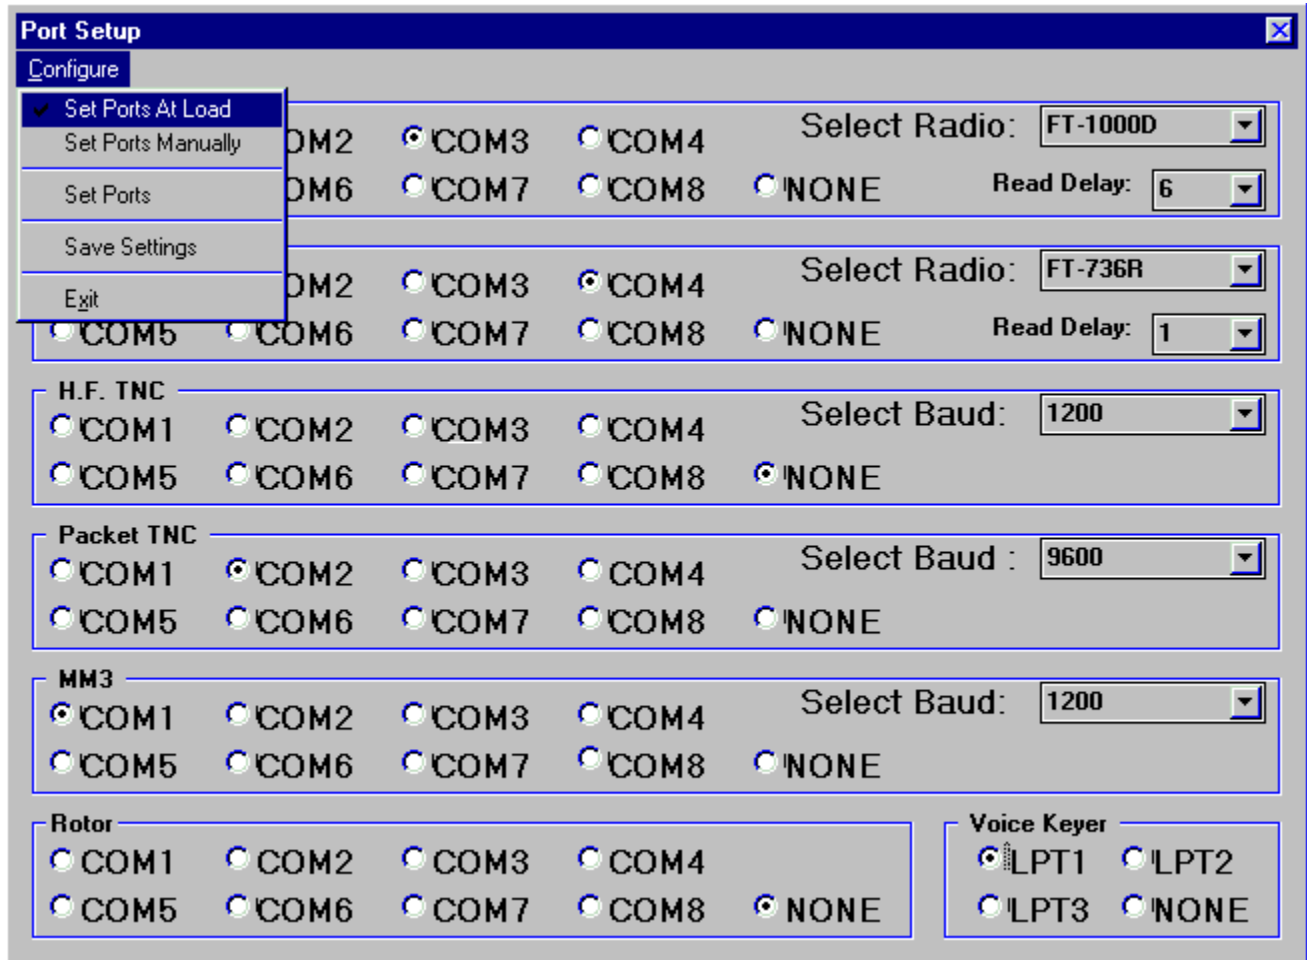 Port Setup
Configure
Set Ports At Load
Set Ports Manually
Set Ports
Save Settings
Exit
OM2 COM3 COM4 Select Radio: FT-1000D
OM6 COM7 COM8 NONE Read Delay: 6
OM2 COM3 COM4 Select Radio: FT-736R
COM5 COM6 COM7 COM8 NONE Read Delay: 1
H.F. TNC
COM1 COM2 COM3 COM4 Select Baud: 1200
COM5 COM6 COM7 COM8 NONE
Packet TNC
COM1 COM2 COM3 COM4 Select Baud : 9600
COM5 COM6 COM7 COM8 NONE
MM3
COM1 COM2 COM3 COM4 Select Baud: 1200
COM5 COM6 COM7 COM8 NONE
Rotor
COM1 COM2 COM3 COM4
COM5 COM6 COM7 COM8 NONE
Voice Keyer
LPT1 LPT2
LPT3 NONE